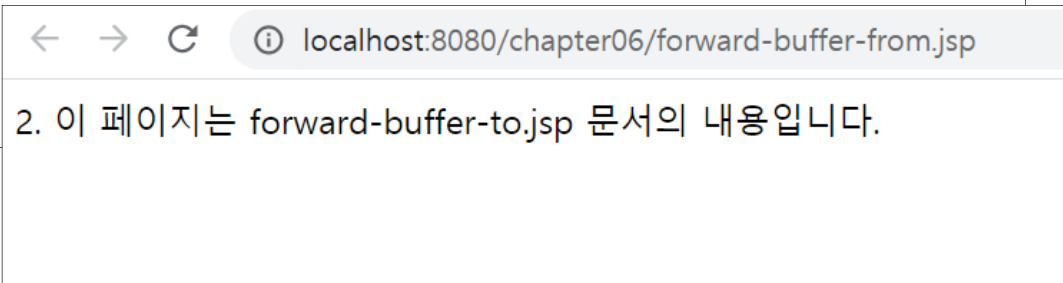 localhost:8080/chapter06/forward-buffer-from.jsp
2. 이 페이지는 forward-buffer-to.jsp 문서의 내용입니다.